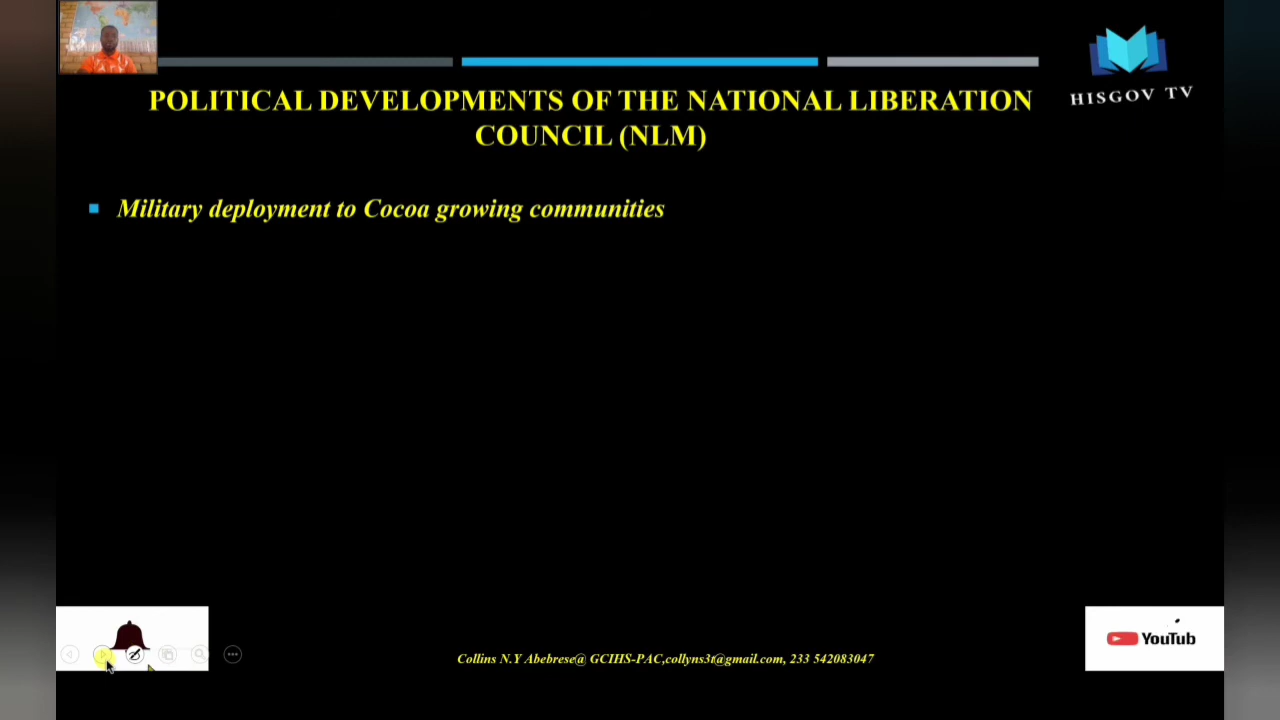 HISGOV TV
POLITICAL DEVELOPMENTS OF THE NATIONAL LIBERATION
COUNCIL (NLM)
Military deployment to Cocoa growing communities
Collins N.Y Abebrese@ GCIHS-PAC,collyns3t@gmail.com, 233 542083047
YouTub